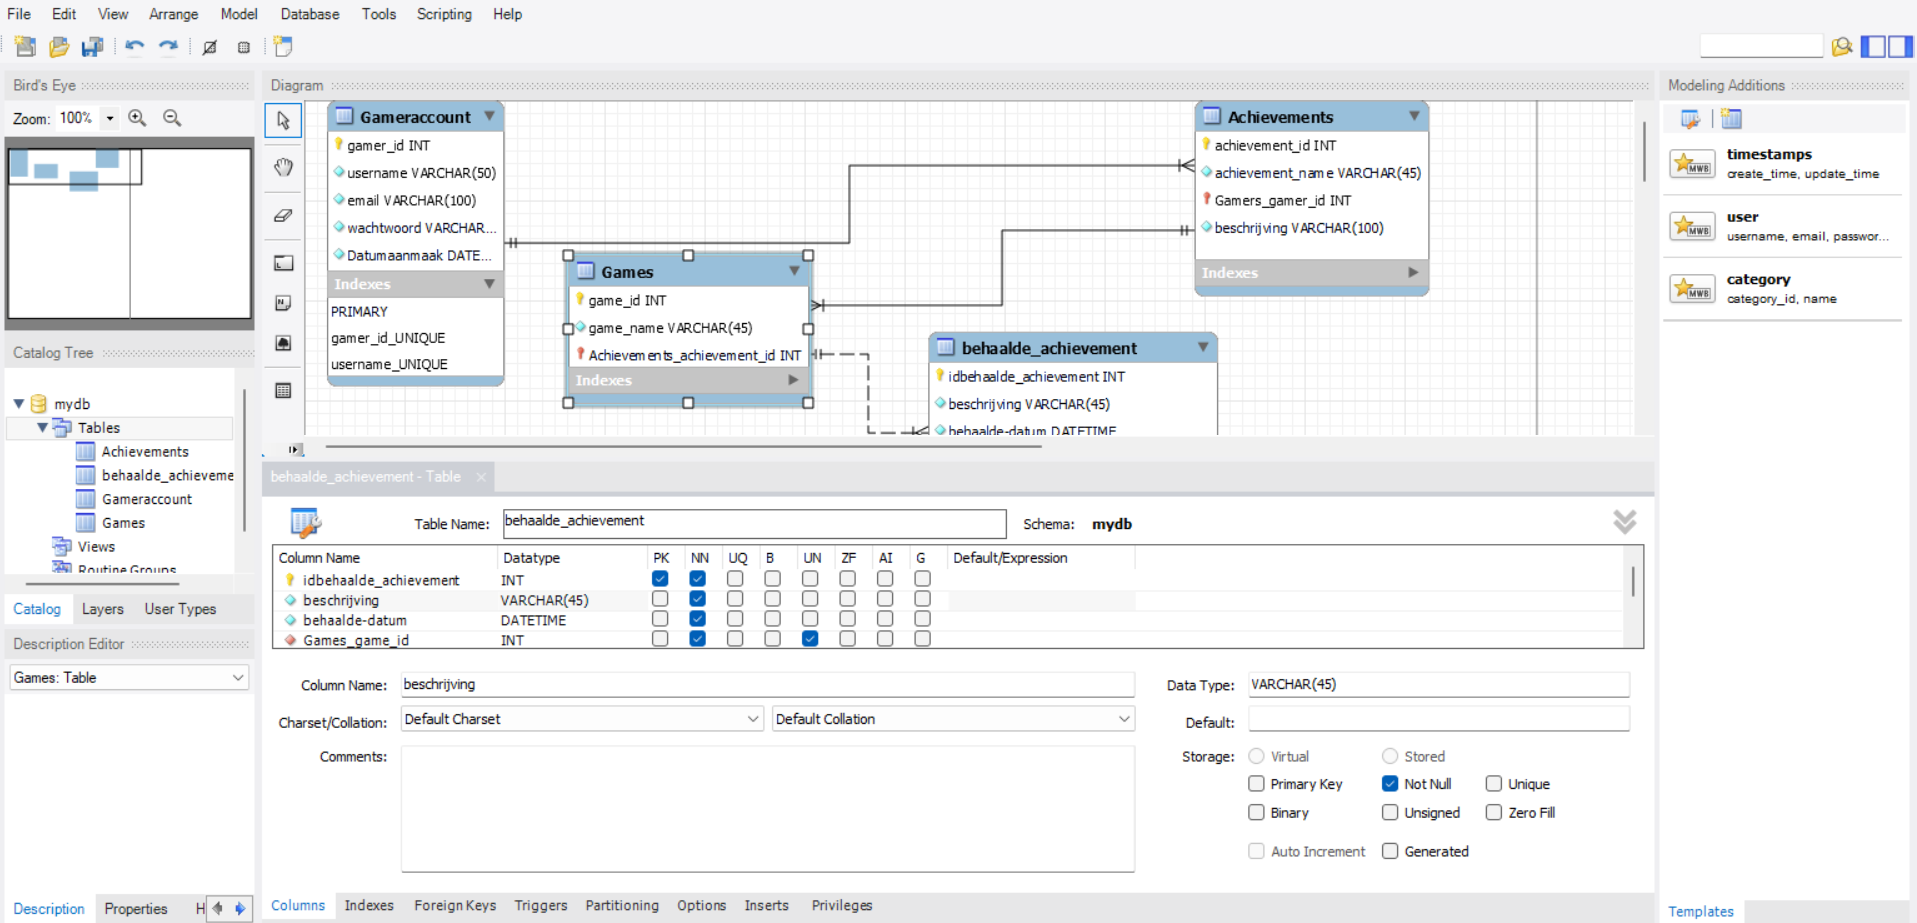 File Edit View Arrange Model Database Tools Scripting Help
Bird's Eye
Zoom: 100%
Catalog Tree
mydb
Tables
Achievements
behaalde_achieveme
Gameraccount
Games
Views
Routine Groups
Catalog Layers User Types
Description Editor
Games: Table
Description Properties H
Diagram
Gameraccount
gamer_id INT
username VARCHAR(50)
email VARCHAR(100)
wachtwoord VARCHAR...
Datumaanmaak DATE...
Indexes
PRIMARY
gamer_id_UNIQUE
username_UNIQUE
Games
game_id INT
game_name VARCHAR(45)
Achievements_achievement_id INT
Indexes
Achievements
achievement_id INT
achievement_name VARCHAR(45)
Gamers_gamer_id INT
beschrijving VARCHAR(100)
Indexes
behaalde_achievement
idbehaalde_achievement INT
beschrijving VARCHAR(45)
behaalde-datum DATETIME
behaalde_achievement - Table
Table Name: behaalde_achievement Schema: mydb
Column Name Datatype PK NN UQ B UN ZF AI G Default/Expression
idbehaalde_achievement INT
beschrijving VARCHAR(45)
behaalde-datum DATETIME
Games_game_id INT
Column Name: beschrijving Data Type: VARCHAR(45)
Charset/Collation: Default Charset Default Collation Default:
Comments: Storage: Virtual Stored
Primary Key Not Null Unique
Binary Unsigned Zero Fill
Auto Increment Generated
Columns Indexes Foreign Keys Triggers Partitioning Options Inserts Privileges
Modeling Additions
MWB
timestamps
create_time, update_time
MWB
user
username, email, passwor...
MWB
category
category_id, name
Templates